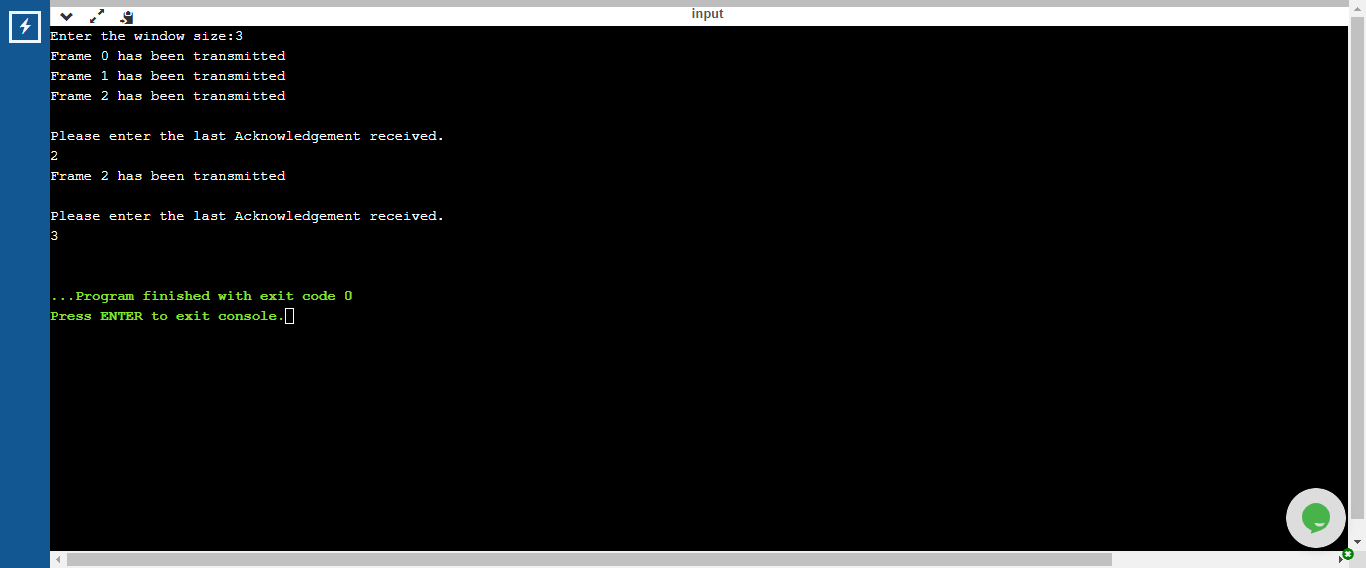 input
Enter the window size:3
Frame 0 has been transmitted
Frame 1 has been transmitted
Frame 2 has been transmitted
Please enter the last Acknowledgement received.
2
Frame 2 has been transmitted
Please enter the last Acknowledgement received.
3
...Program finished with exit code 0
Press ENTER to exit console.